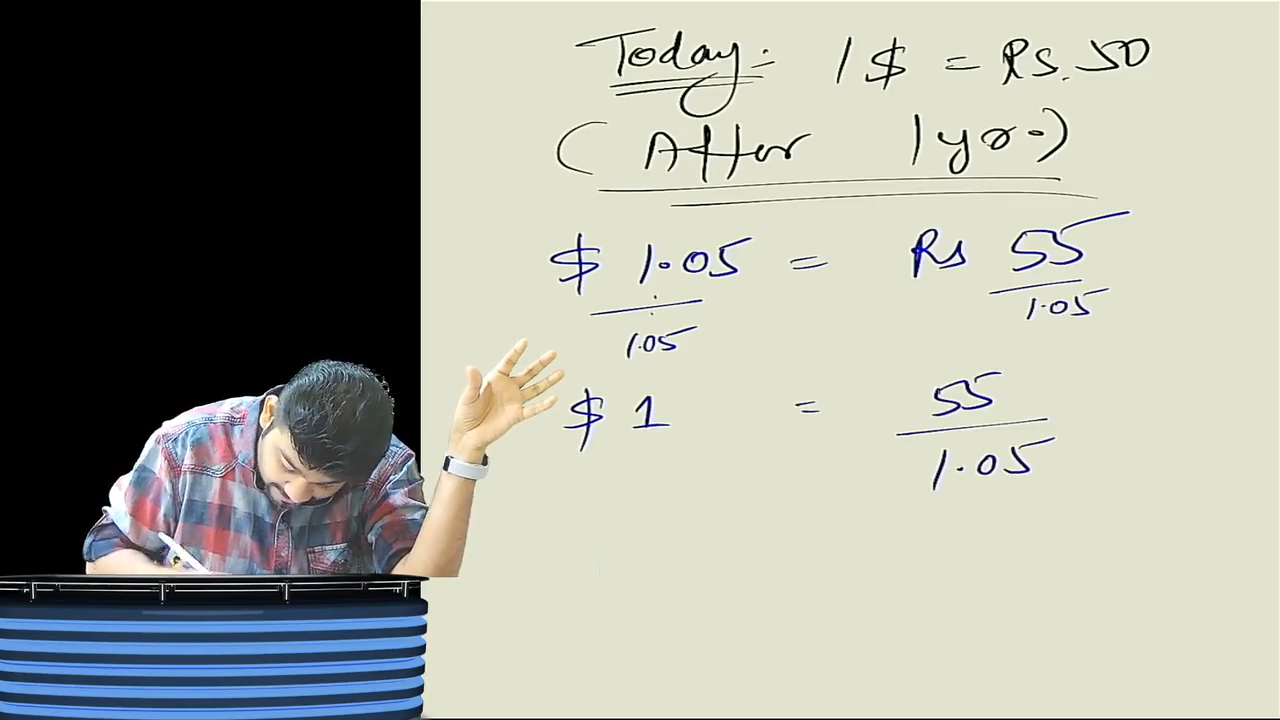 Today:- 1 $ = Rs. 50
(After 1yr.)
$ 1.05 = Rs 55
1.05 1.05
$ 1 = 55
1.05